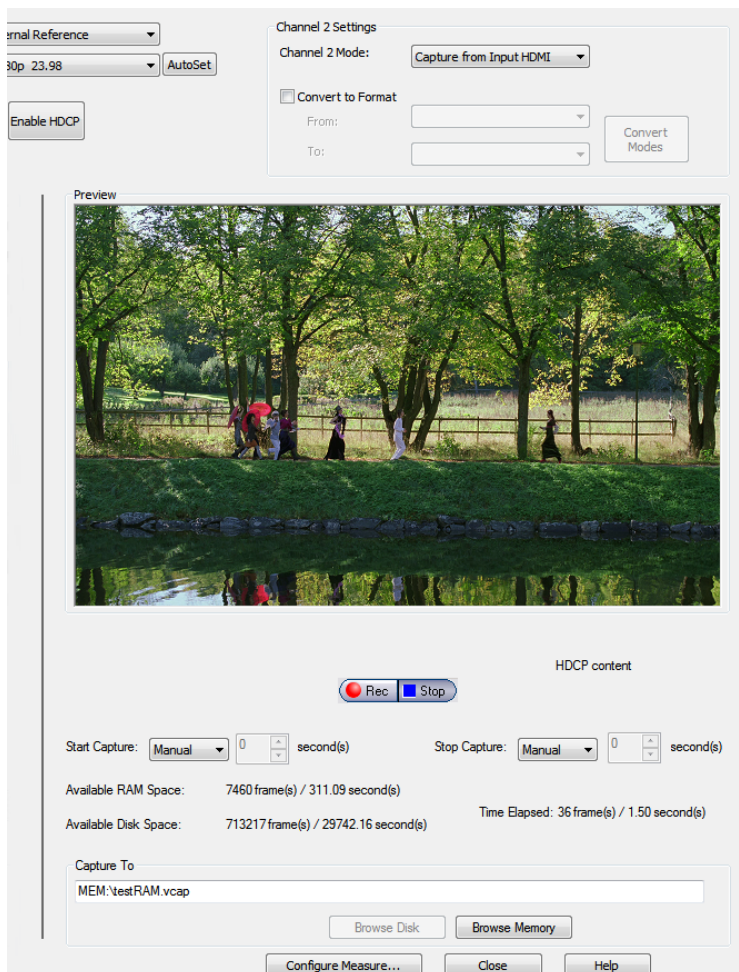 ernal Reference
80p 23.98
AutoSet
Enable HDCP
Channel 2 Settings
Channel 2 Mode:
Capture from Input HDMI
Convert to Format
From:
To:
Convert
Modes
Preview
HDCP content
Rec
Stop
Start Capture: Manual 0 second(s)
Stop Capture: Manual 0 second(s)
Available RAM Space: 7460 frame(s) / 311.09 second(s)
Time Elapsed: 36 frame(s) / 1.50 second(s)
Available Disk Space: 713217 frame(s) / 29742.16 second(s)
Capture To
MEM:\testRAM.vcap
Browse Disk
Browse Memory
Configure Measure...
Close
Help